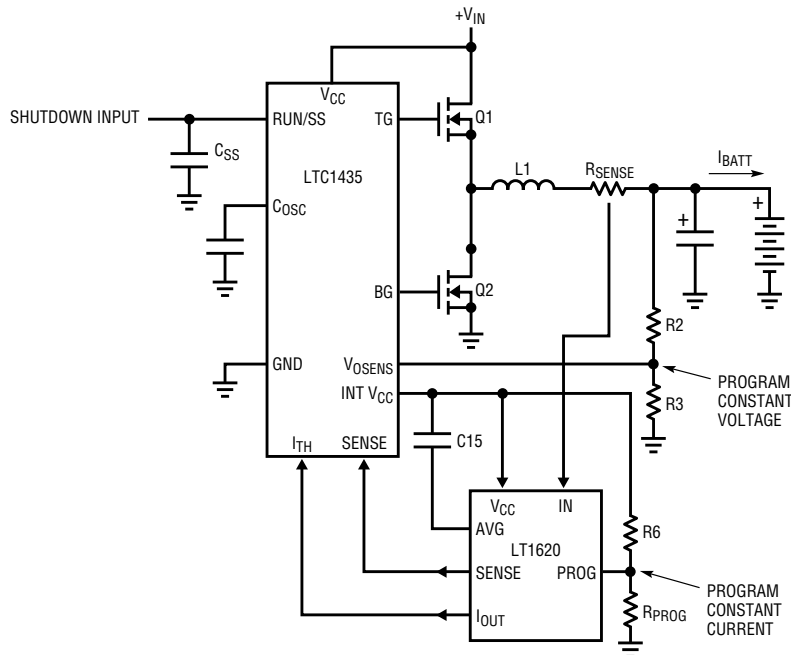 +VIN
VCC
SHUTDOWN INPUT
RUN/SS
TG
Q1
CSS
LTC1435
L1
RSENSE
IBATT
COSC
+
+
BG
Q2
R2
GND
VOSENS
PROGRAM
CONSTANT
VOLTAGE
INT VCC
R3
C15
ITH
SENSE
VCC
IN
AVG
R6
LT1620
SENSE
PROG
PROGRAM
CONSTANT
CURRENT
IOUT
RPROG